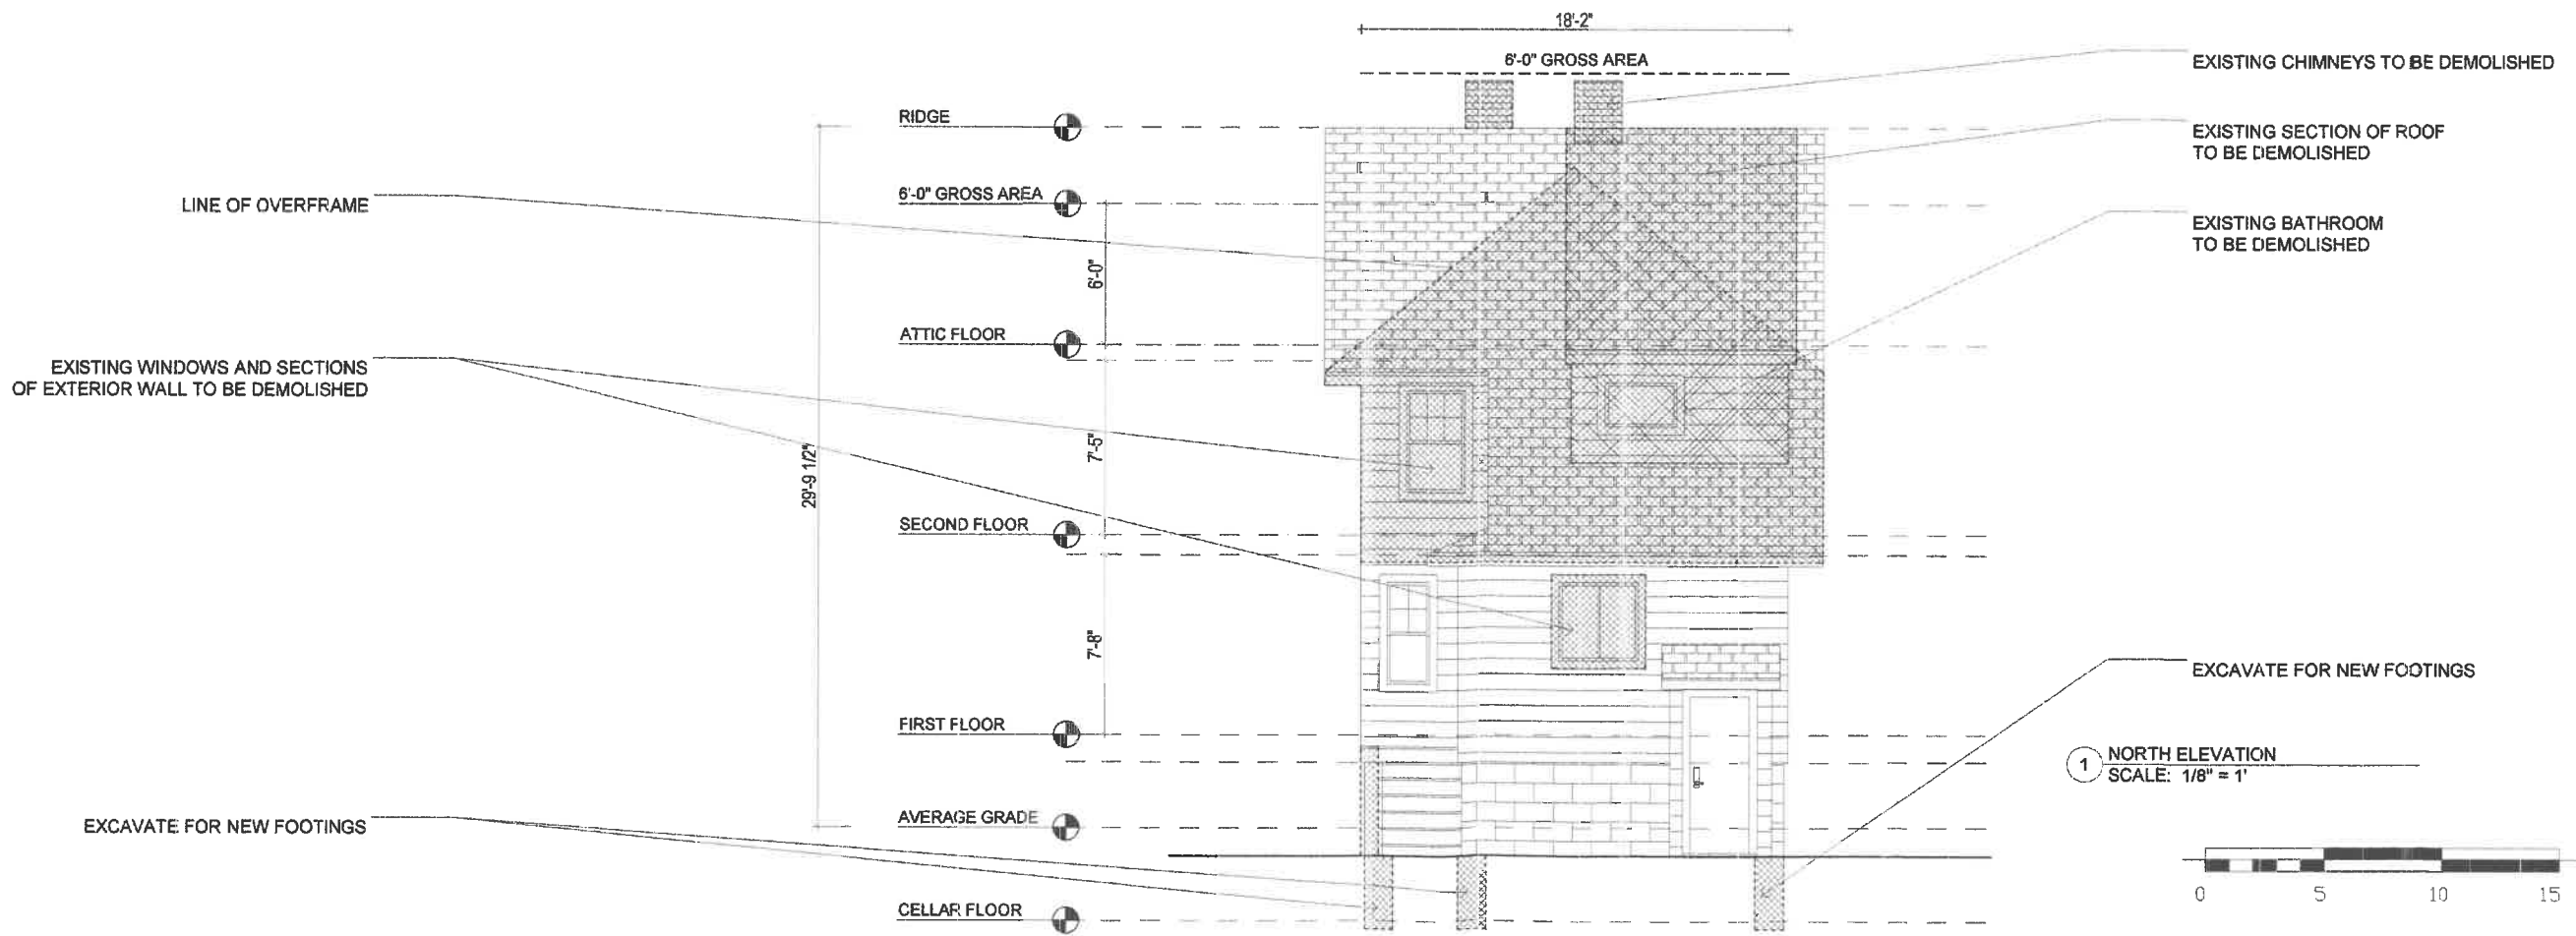 18'-2"
6'-0" GROSS AREA
EXISTING CHIMNEYS TO BE DEMOLISHED
RIDGE
EXISTING SECTION OF ROOF
TO BE DEMOLISHED
6'-0" GROSS AREA
LINE OF OVERFRAME
EXISTING BATHROOM
TO BE DEMOLISHED
6'-0"
ATTIC FLOOR
EXISTING WINDOWS AND SECTIONS
OF EXTERIOR WALL TO BE DEMOLISHED
7'-5"
29'-9 1/2"
SECOND FLOOR
7'-8"
EXCAVATE FOR NEW FOOTINGS
FIRST FLOOR
1 NORTH ELEVATION
SCALE: 1/8" = 1'
AVERAGE GRADE
EXCAVATE FOR NEW FOOTINGS
0 5 10 15
CELLAR FLOOR